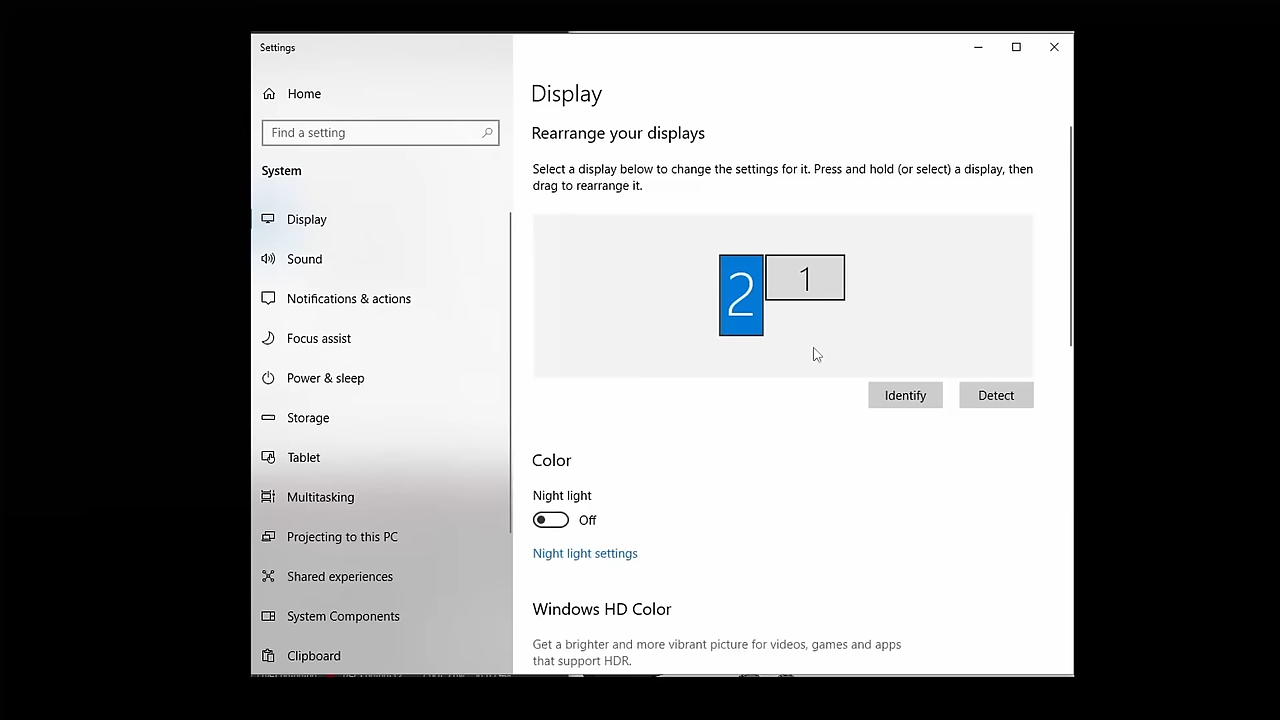 Settings
Home
Find a setting
System
Display
Sound
Notifications & actions
Focus assist
Power & sleep
Storage
Tablet
Multitasking
Projecting to this PC
Shared experiences
System Components
Clipboard
Display
Rearrange your displays
Select a display below to change the settings for it. Press and hold (or select) a display, then
drag to rearrange it.
2 1
Identify Detect
Color
Night light
Off
Night light settings
Windows HD Color
Get a brighter and more vibrant picture for videos, games and apps
that support HDR.